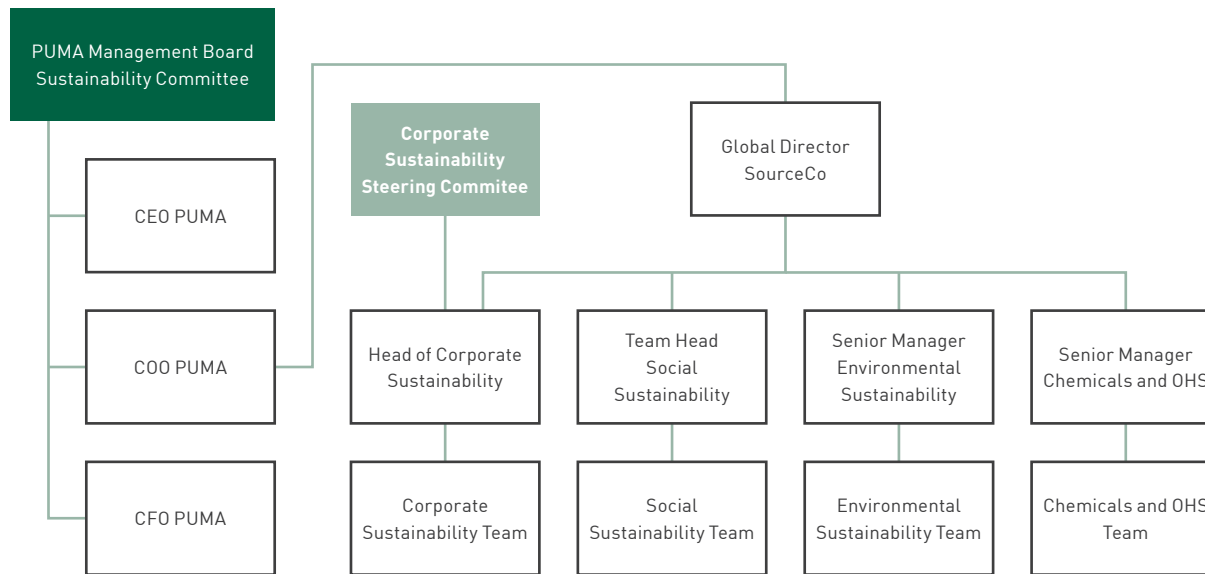 PUMA Management Board
Sustainability Committee
Corporate
Sustainability
Steering Commitee
Global Director
SourceCo
CEO PUMA
COO PUMA
Head of Corporate
Sustainability
Team Head
Social
Sustainability
Senior Manager
Environmental
Sustainability
Senior Manager
Chemicals and OHS
CFO PUMA
Corporate
Sustainability Team
Social
Sustainability Team
Environmental
Sustainability Team
Chemicals and OHS
Team